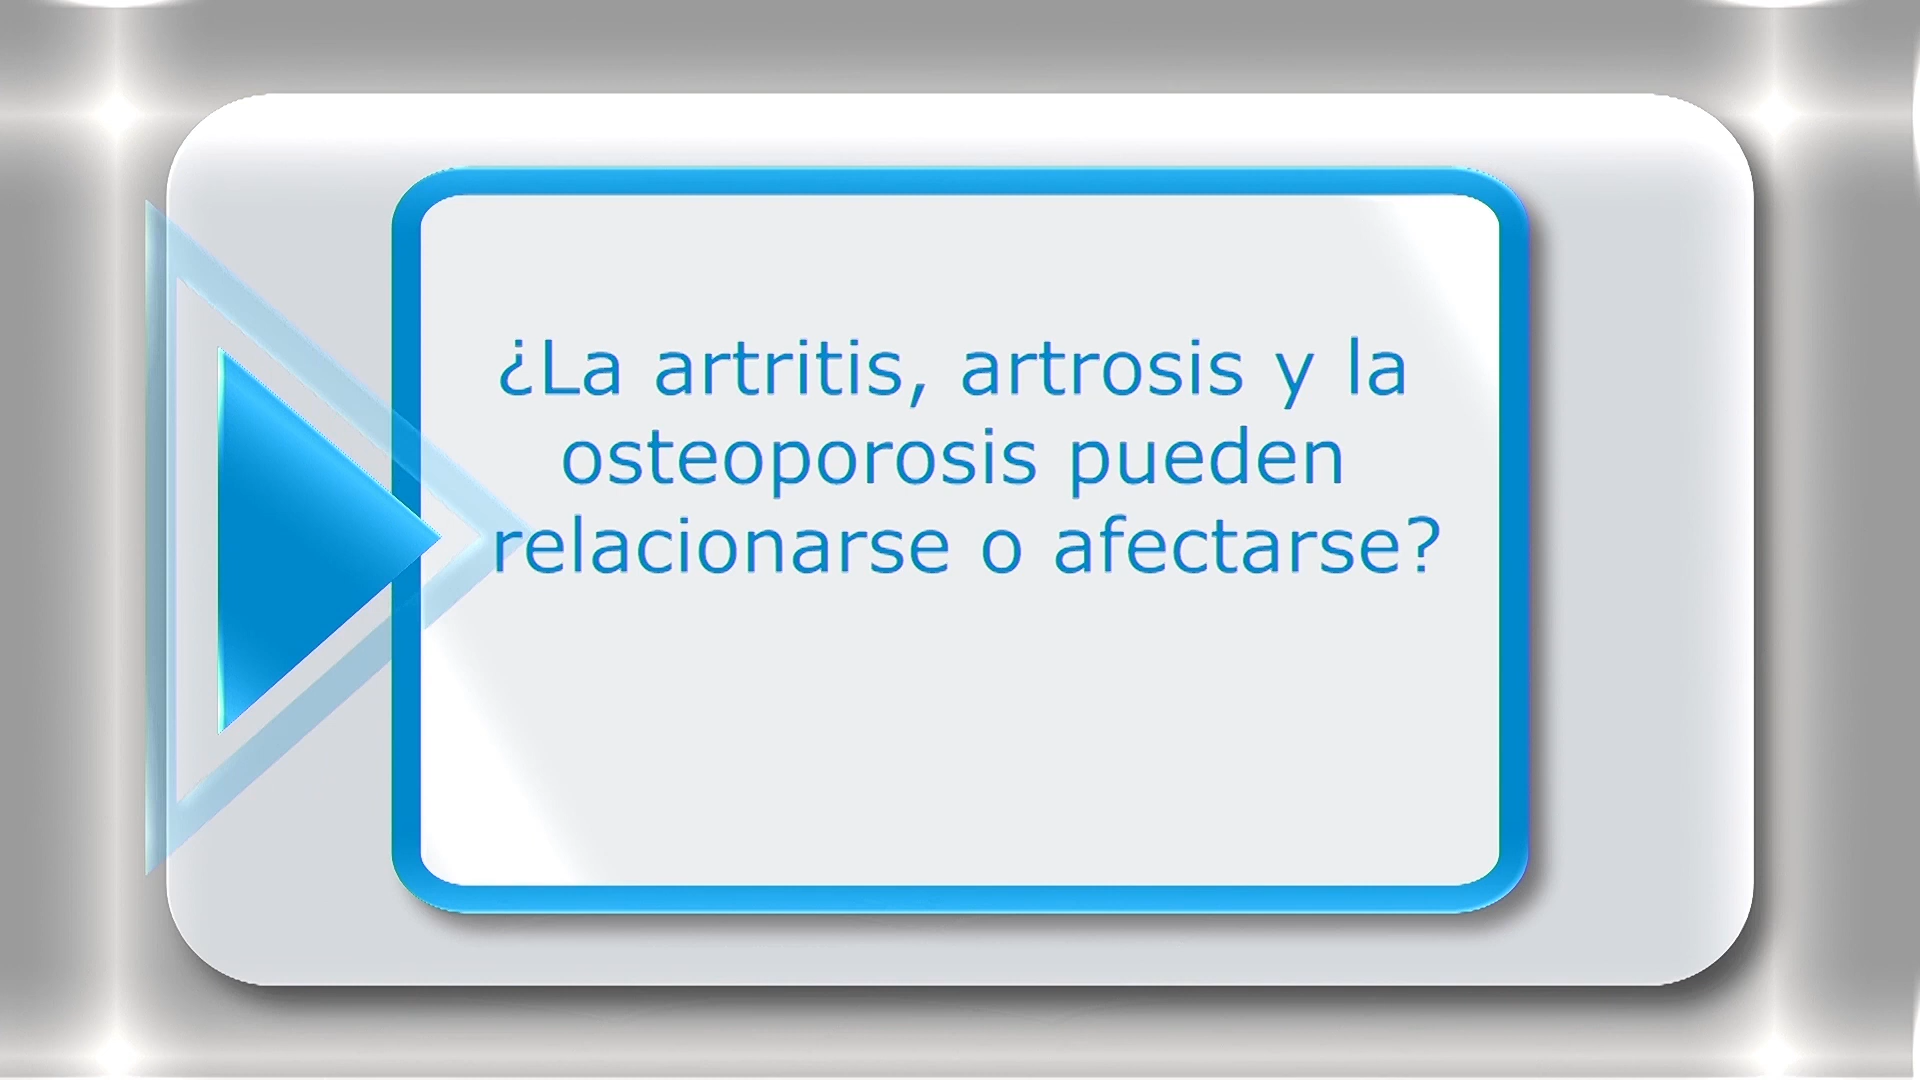 ¿La artritis, artrosis y la
osteoporosis pueden
relacionarse o afectarse?